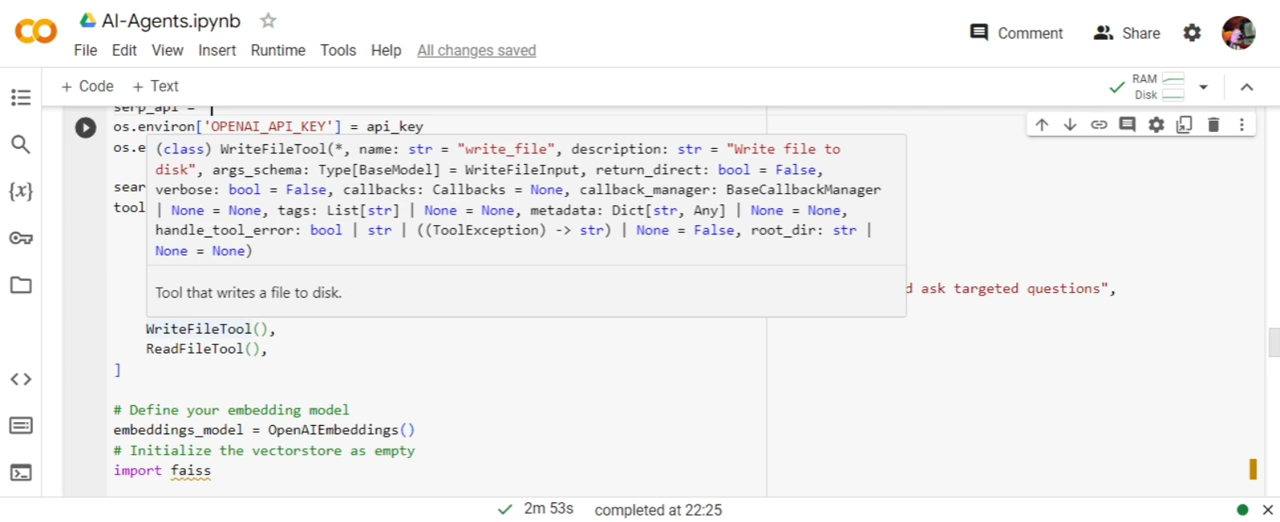 AI-Agents.ipynb
File Edit View Insert Runtime Tools Help All changes saved
Comment Share
+ Code + Text
RAM
Disk
serp_api = '
os.environ['OPENAI_API_KEY'] = api_key
os.e
sear
tool
(class) WriteFileTool(*, name: str = "write_file", description: str = "Write file to
disk", args_schema: Type[BaseModel] = WriteFileInput, return_direct: bool = False,
verbose: bool = False, callbacks: Callbacks = None, callback_manager: BaseCallbackManager
| None = None, tags: List[str] | None = None, metadata: Dict[str, Any] | None = None,
handle_tool_error: bool | str | ((ToolException) -> str) | None = False, root_dir: str |
None = None)
Tool that writes a file to disk.
d ask targeted questions",
WriteFileTool(),
ReadFileTool(),
]
# Define your embedding model
embeddings_model = OpenAIEmbeddings()
# Initialize the vectorstore as empty
import faiss
2m 53s completed at 22:25